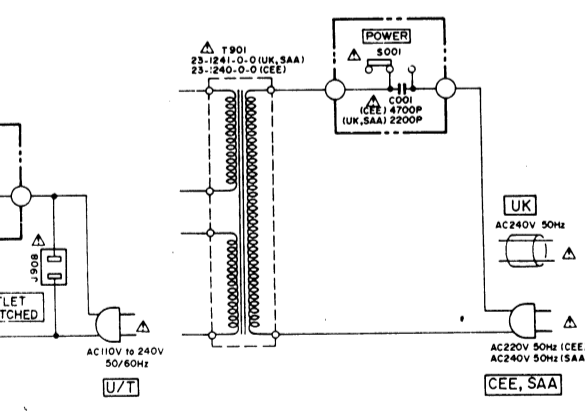 T901
23-1241-0-0 (UK, SAA)
23-1240-0-0 (CEE)
POWER
S001
C001
(CEE) 4700P
(UK, SAA) 2200P
UK
AC240V 50Hz
J908
TLET
TCHED
AC110V to 240V
50/60Hz
U/T
AC220V 50Hz (CEE.
AC240V 50Hz (SAA
CEE, SAA